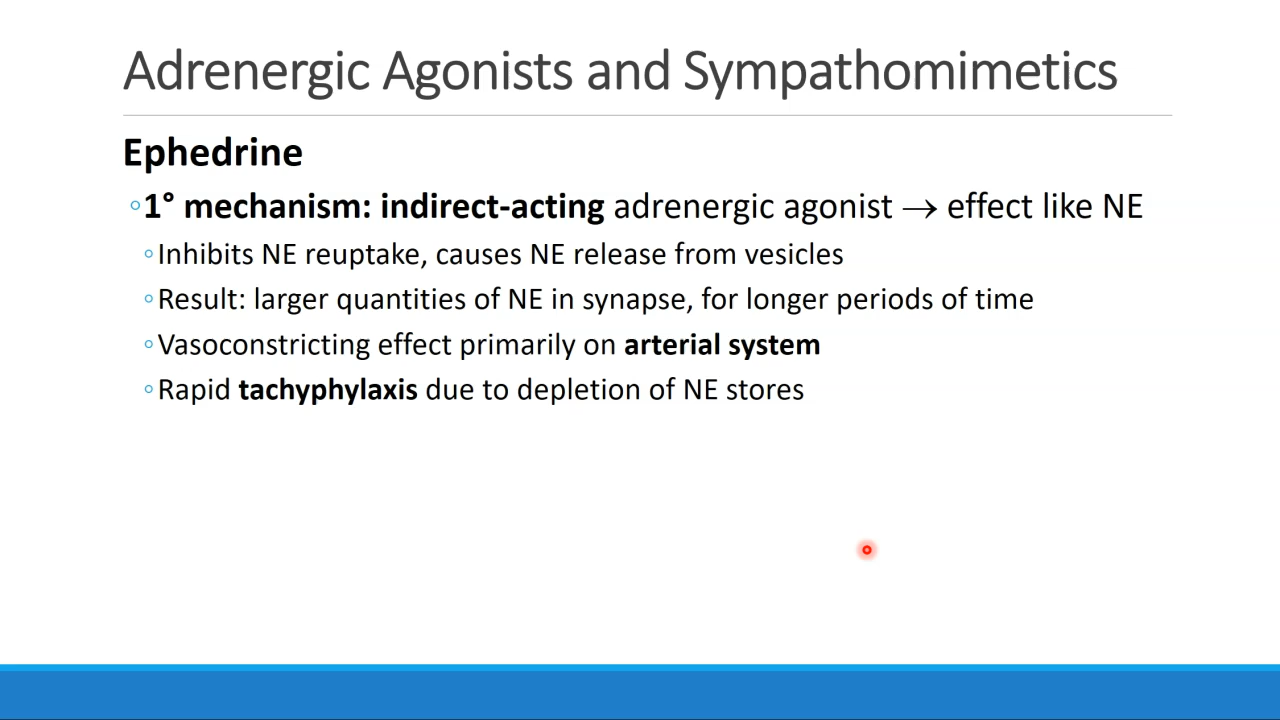 Adrenergic Agonists and Sympathomimetics
Ephedrine
◦1° mechanism: indirect-acting adrenergic agonist → effect like NE
◦Inhibits NE reuptake, causes NE release from vesicles
◦Result: larger quantities of NE in synapse, for longer periods of time
◦Vasoconstricting effect primarily on arterial system
◦Rapid tachyphylaxis due to depletion of NE stores